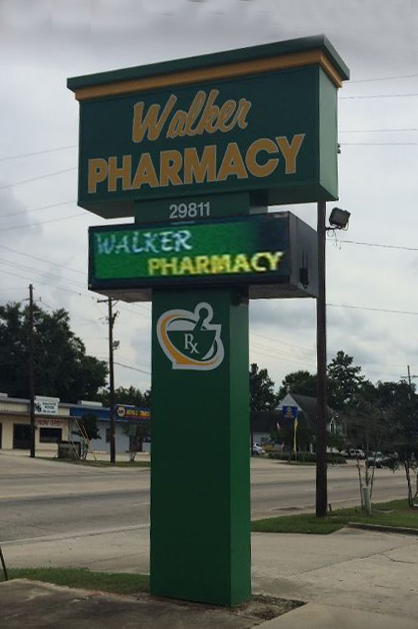 Walker
PHARMACY
29811
WALKER
PHARMACY
Rx